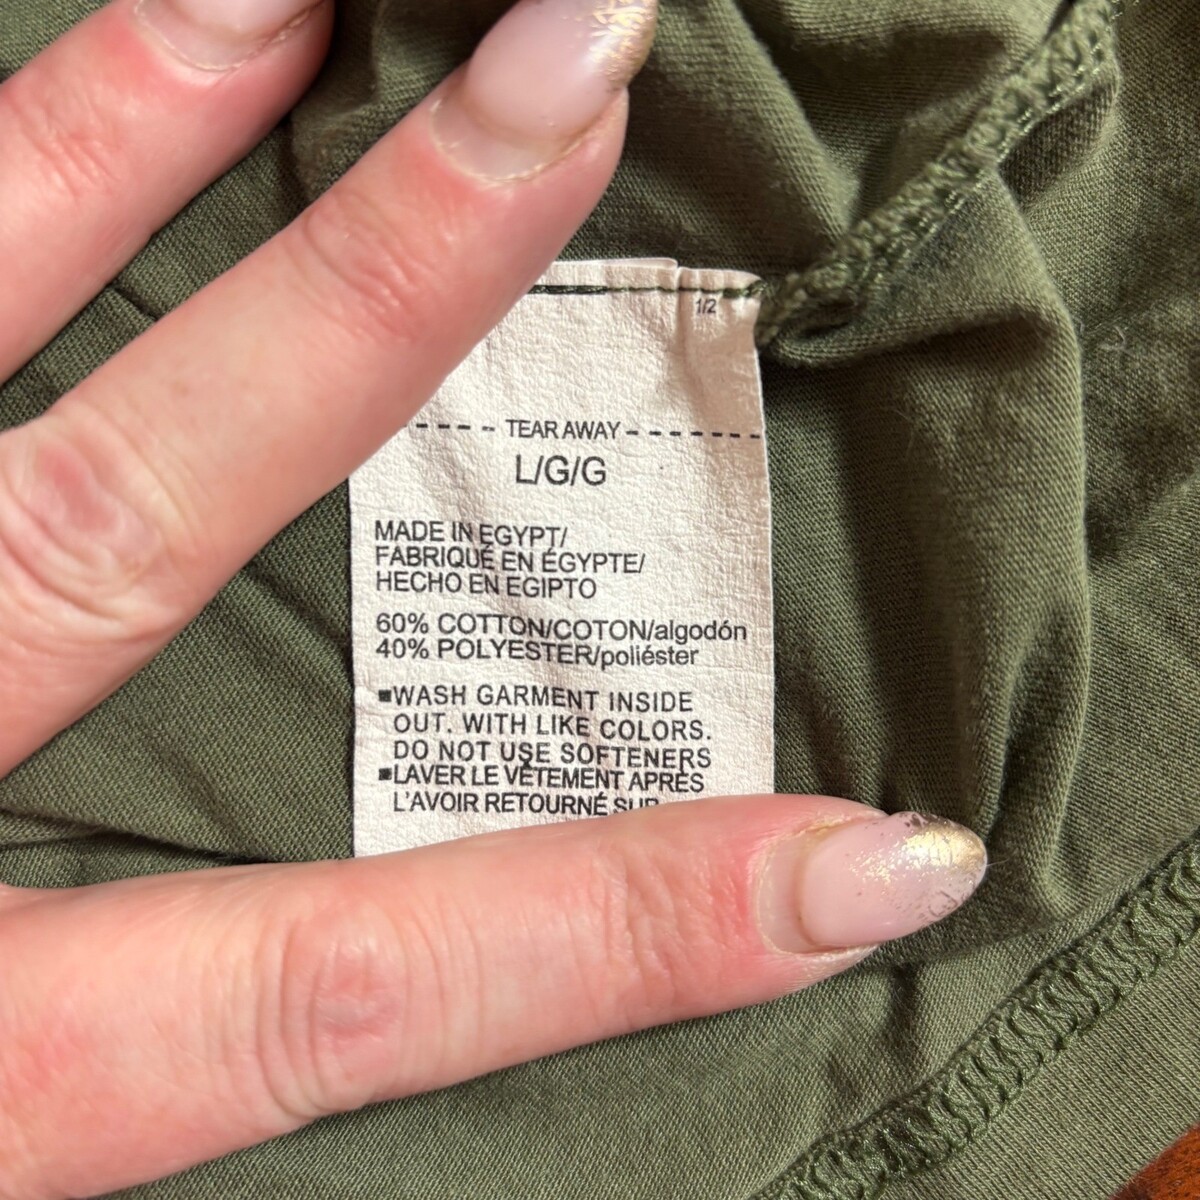 1/2
TEAR AWAY
L/G/G
MADE IN EGYPT/
FABRIQUÉ EN ÉGYPTE/
HECHO EN EGIPTO
60% COTTON/COTON/algodón
40% POLYESTER/poliéster
▪WASH GARMENT INSIDE
OUT. WITH LIKE COLORS.
DO NOT USE SOFTENERS
▪LAVER LE VÊTEMENT APRÈS
L'AVOIR RETOURNÉ SUR